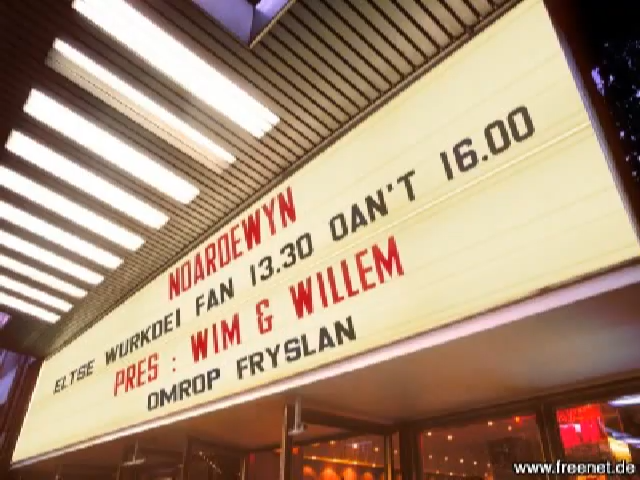 NOARDEWYN
ELTSE WURKDEI FAN 13.30 OAN'T 16.00
PRES : WIM & WILLEM
OMROP FRYSLAN
www.freenet.de